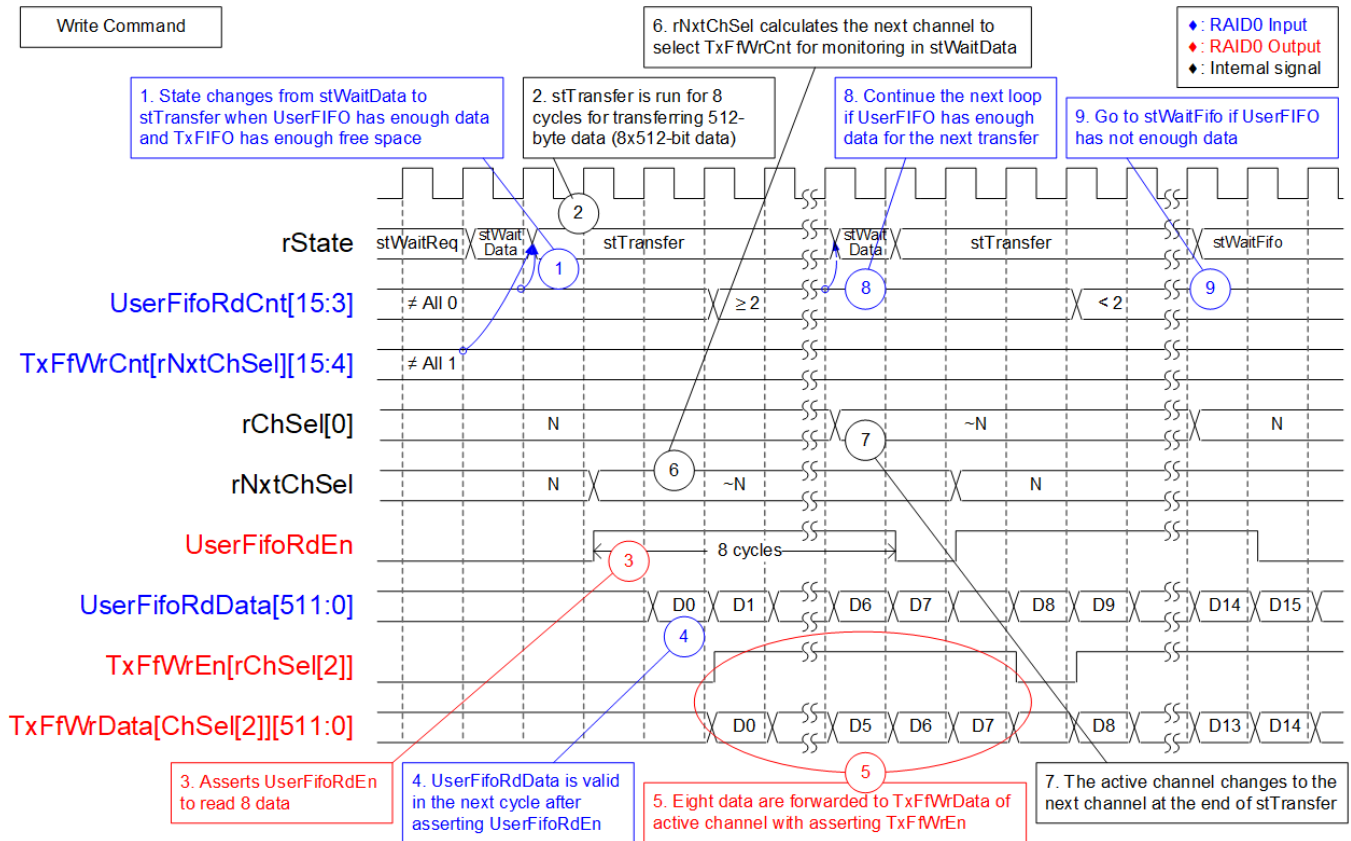 Write Command
6. rNxtChSel calculates the next channel to
select TxFfWrCnt for monitoring in stWaitData
♦: RAID0 Input
♦: RAID0 Output
♦: Internal signal
1. State changes from stWaitData to
stTransfer when UserFIFO has enough data
and TxFIFO has enough free space
2. stTransfer is run for 8
cycles for transferring 512-
byte data (8x512-bit data)
8. Continue the next loop
if UserFIFO has enough
data for the next transfer
9. Go to stWaitFifo if UserFIFO
has not enough data
2
rState
stWaitReq
stWait
Data
stTransfer
stWait
Data
stTransfer
stWaitFifo
1
8
9
UserFifoRdCnt[15:3]
≠ All 0
≥ 2
< 2
TxFfWrCnt[rNxtChSel][15:4]
≠ All 1
rChSel[0]
N
~N
N
7
rNxtChSel
N
6
~N
N
UserFifoRdEn
8 cycles
3
UserFifoRdData[511:0]
D0
D1
D6
D7
D8
D9
D14
D15
4
TxFfWrEn[rChSel[2]]
TxFfWrData[ChSel[2]][511:0]
D0
D5
D6
D7
D8
D13
D14
5
3. Asserts UserFifoRdEn
to read 8 data
4. UserFifoRdData is valid
in the next cycle after
asserting UserFifoRdEn
5. Eight data are forwarded to TxFfWrData of
active channel with asserting TxFfWrEn
7. The active channel changes to the
next channel at the end of stTransfer